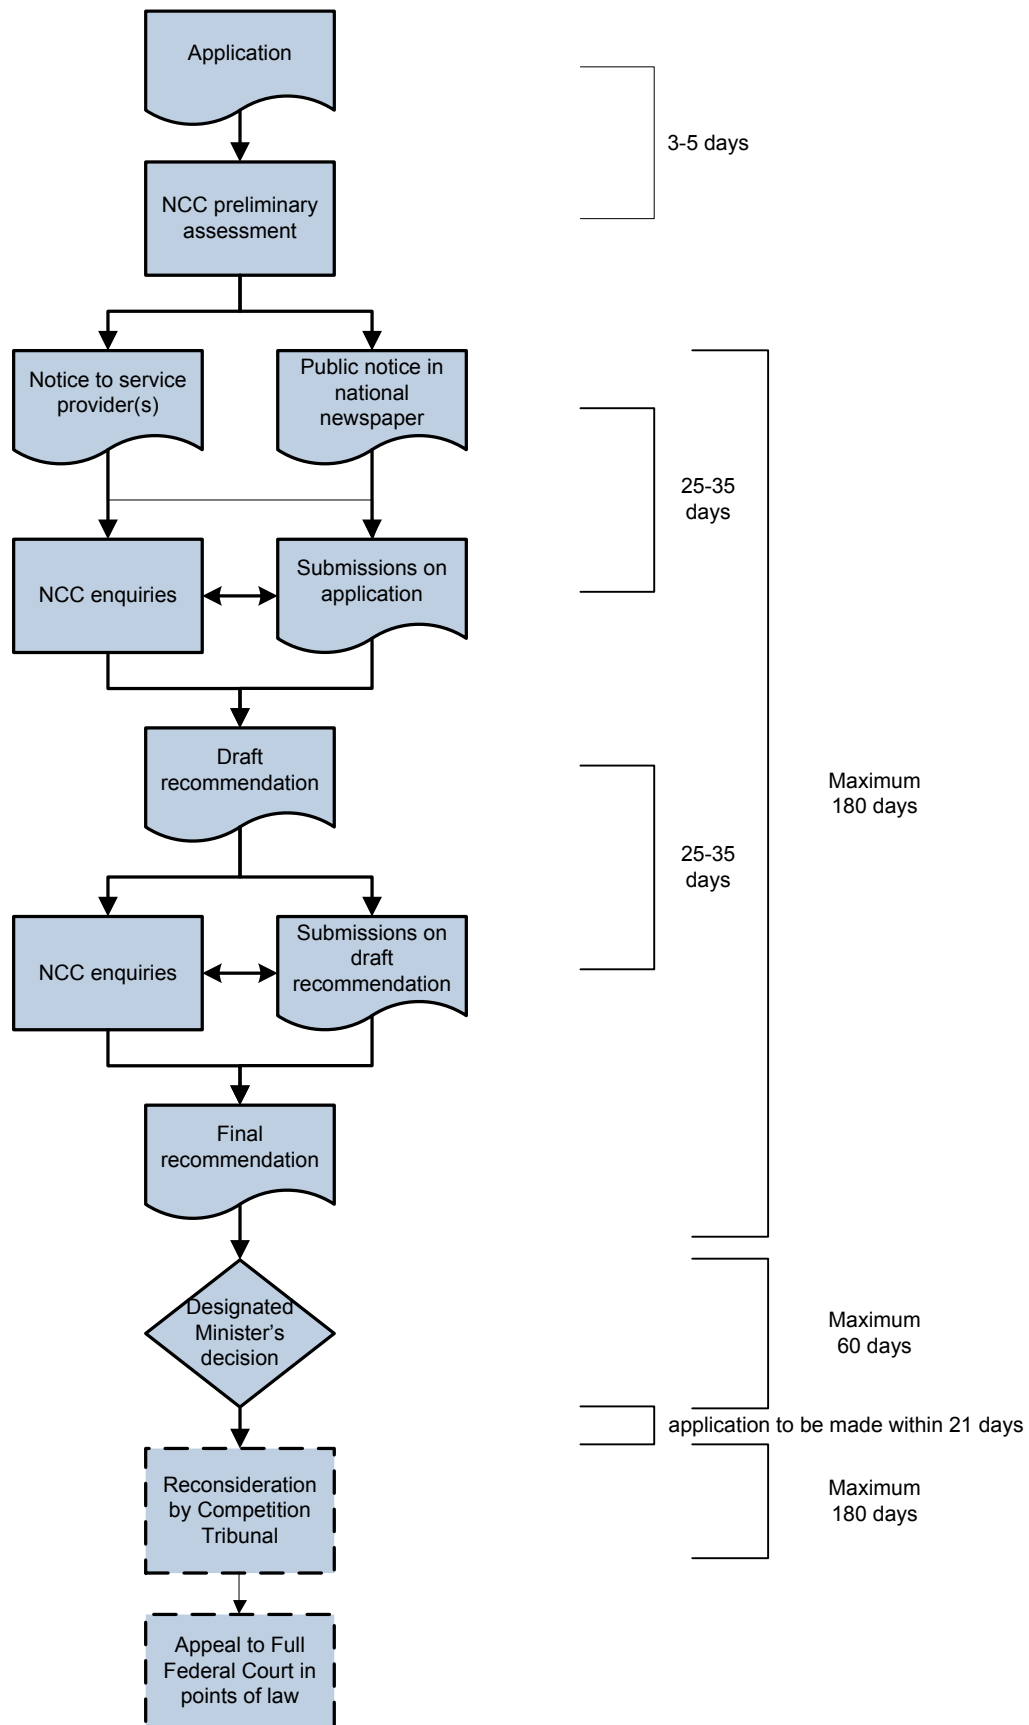 Application
3-5 days
NCC preliminary
assessment
Notice to service
provider(s)
Public notice in
national
newspaper
25-35
days
NCC enquiries
Submissions on
application
Draft
recommendation
Maximum
180 days
25-35
days
NCC enquiries
Submissions on
draft
recommendation
Final
recommendation
Designated
Minister's
decision
Maximum
60 days
application to be made within 21 days
Reconsideration
by Competition
Tribunal
Maximum
180 days
Appeal to Full
Federal Court in
points of law